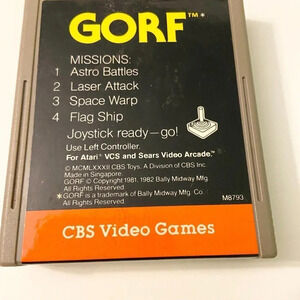 GORF™*
MISSIONS:
1 Astro Battles
2 Laser Attack
3 Space Warp
4 Flag Ship
Joystick ready—go!
Use Left Controller.
For Atari® VCS and Sears Video Arcade.™
© MCMLXXXII CBS Toys. A Division of CBS Inc.
Made in Singapore.
GORF © Copyright 1981, 1982 Bally Midway Mfg.
All Rights Reserved.
*GORF is a trademark of Bally Midway Mfg. Co.
All Rights Reserved. M8793
CBS Video Games